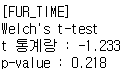 [FUR_TIME]
Welch's t-test
t 통계량 : -1.233
p-value : 0.218